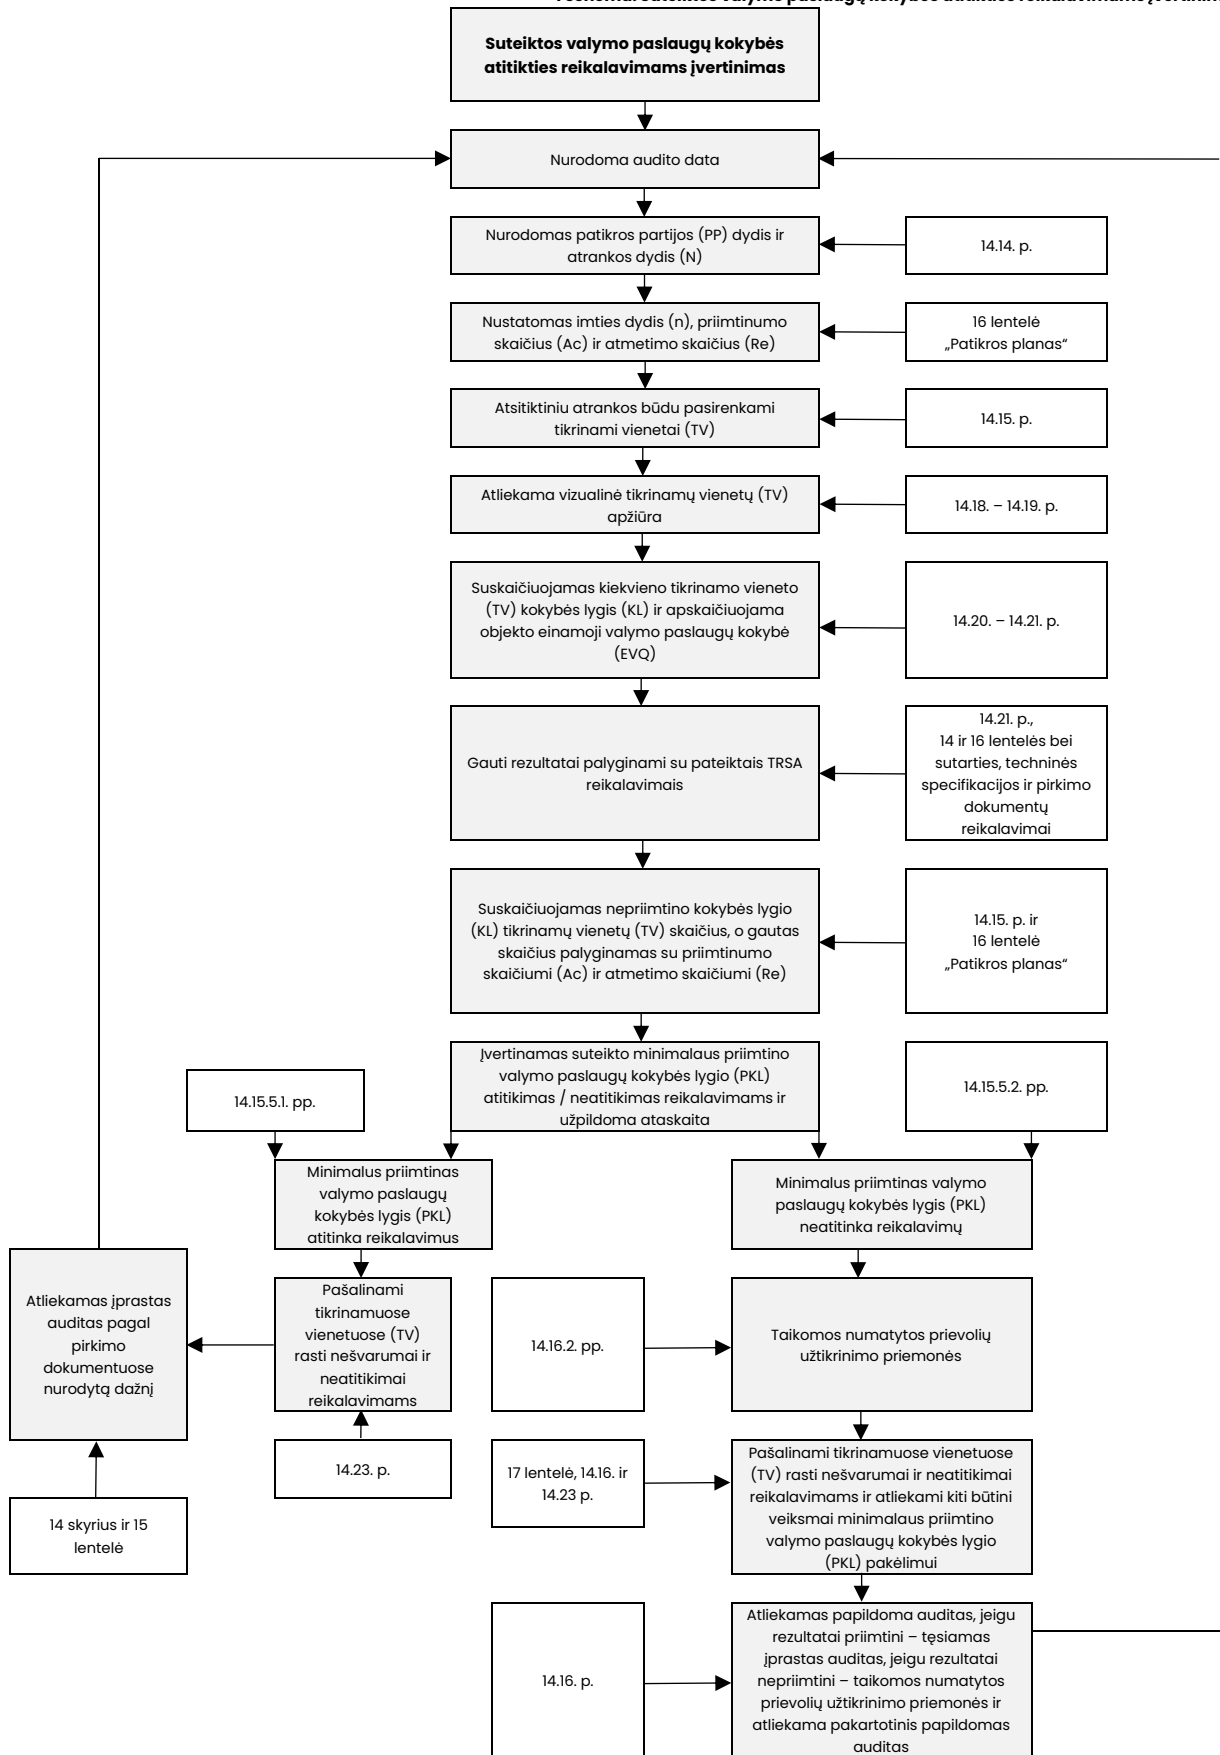 Suteiktos valymo paslaugų kokybės
atitikties reikalavimams įvertinimas
Nurodoma audito data
Nurodomas patikros partijos (PP) dydis ir
atrankos dydis (N)
14.14. p.
Nustatomas imties dydis (n), priimtinumo
skaičius (Ac) ir atmetimo skaičius (Re)
16 lentelė
„Patikros planas“
Atsitiktiniu atrankos būdu pasirenkami
tikrinami vienetai (TV)
14.15. p.
Atliekama vizualinė tikrinamų vienetų (TV)
apžiūra
14.18. – 14.19. p.
Suskaičiuojamas kiekvieno tikrinamo vieneto
(TV) kokybės lygis (KL) ir apskaičiuojama
objekto einamoji valymo paslaugų kokybė
(EVQ)
14.20. – 14.21. p.
Gauti rezultatai palyginami su pateiktais TRSA
reikalavimais
14.21. p.,
14 ir 16 lentelės bei
sutarties, techninės
specifikacijos ir pirkimo
dokumentų
reikalavimai
Suskaičiuojamas nepriimtino kokybės lygio
(KL) tikrinamų vienetų (TV) skaičius, o gautas
skaičius palyginamas su priimtinumo
skaičiumi (Ac) ir atmetimo skaičiumi (Re)
14.15. p. ir
16 lentelė
„Patikros planas“
Įvertinamas suteikto minimalaus priimtino
valymo paslaugų kokybės lygio (PKL)
atitikimas / neatitikimas reikalavimams ir
užpildoma ataskaita
14.15.5.1. pp.
14.15.5.2. pp.
Minimalus priimtinas
valymo paslaugų
kokybės lygis (PKL)
atitinka reikalavimus
Minimalus priimtinas valymo
paslaugų kokybės lygis (PKL)
neatitinka reikalavimų
Atliekamas įprastas
auditas pagal
pirkimo
dokumentuose
nurodytą dažnį
Pašalinami
tikrinamuose
vienetuose (TV)
rasti nešvarumai ir
neatitikimai
reikalavimams
14.16.2. pp.
Taikomos numatytos prievolių
užtikrinimo priemonės
14.23. p.
17 lentelė, 14.16. ir
14.23 p.
Pašalinami tikrinamuose vienetuose
(TV) rasti nešvarumai ir neatitikimai
reikalavimams ir atliekami kiti būtini
veiksmai minimalaus priimtino
valymo paslaugų kokybės lygio
(PKL) pakėlimui
14 skyrius ir 15
lentelė
14.16. p.
Atliekamas papildoma auditas, jeigu
rezultatai priimtini – tęsiamas
įprastas auditas, jeigu rezultatai
nepriimtini – taikomos numatytos
prievolių užtikrinimo priemonės ir
atliekama pakartotinis papildomas
auditas